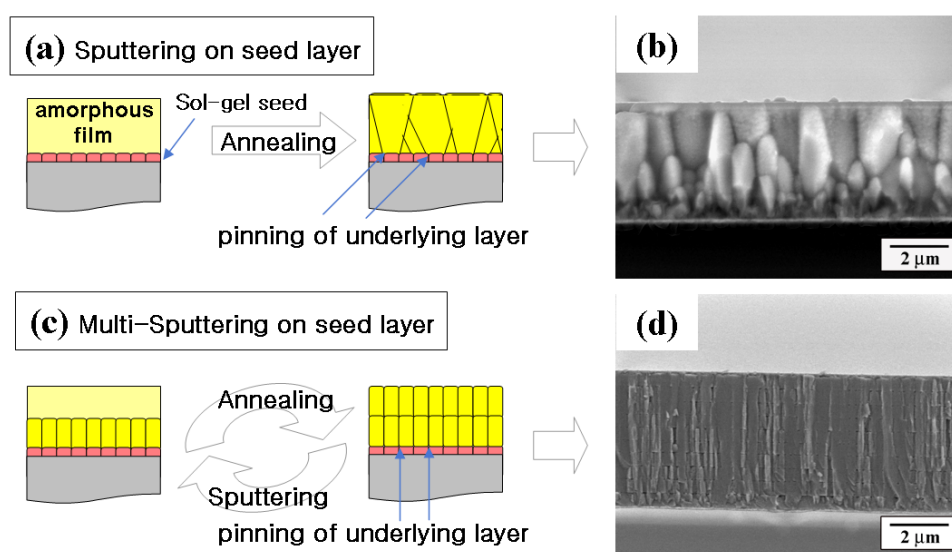 (a) Sputtering on seed layer
(b)
amorphous
film
Sol-gel seed
Annealing
pinning of underlying layer
2 μm
(c) Multi-Sputtering on seed layer
(d)
Annealing
Sputtering
pinning of underlying layer
2 μm